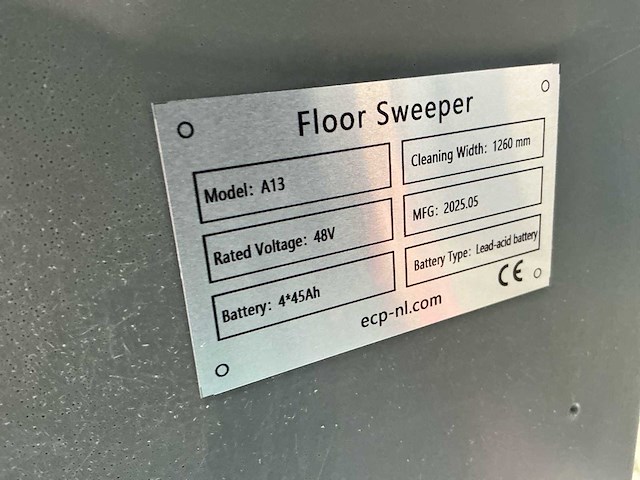 Floor Sweeper
Model: A13
Cleaning Width: 1260 mm
Rated Voltage: 48V
MFG: 2025.05
Battery: 4*45Ah
Battery Type: Lead-acid battery
CE
ecp-nl.com